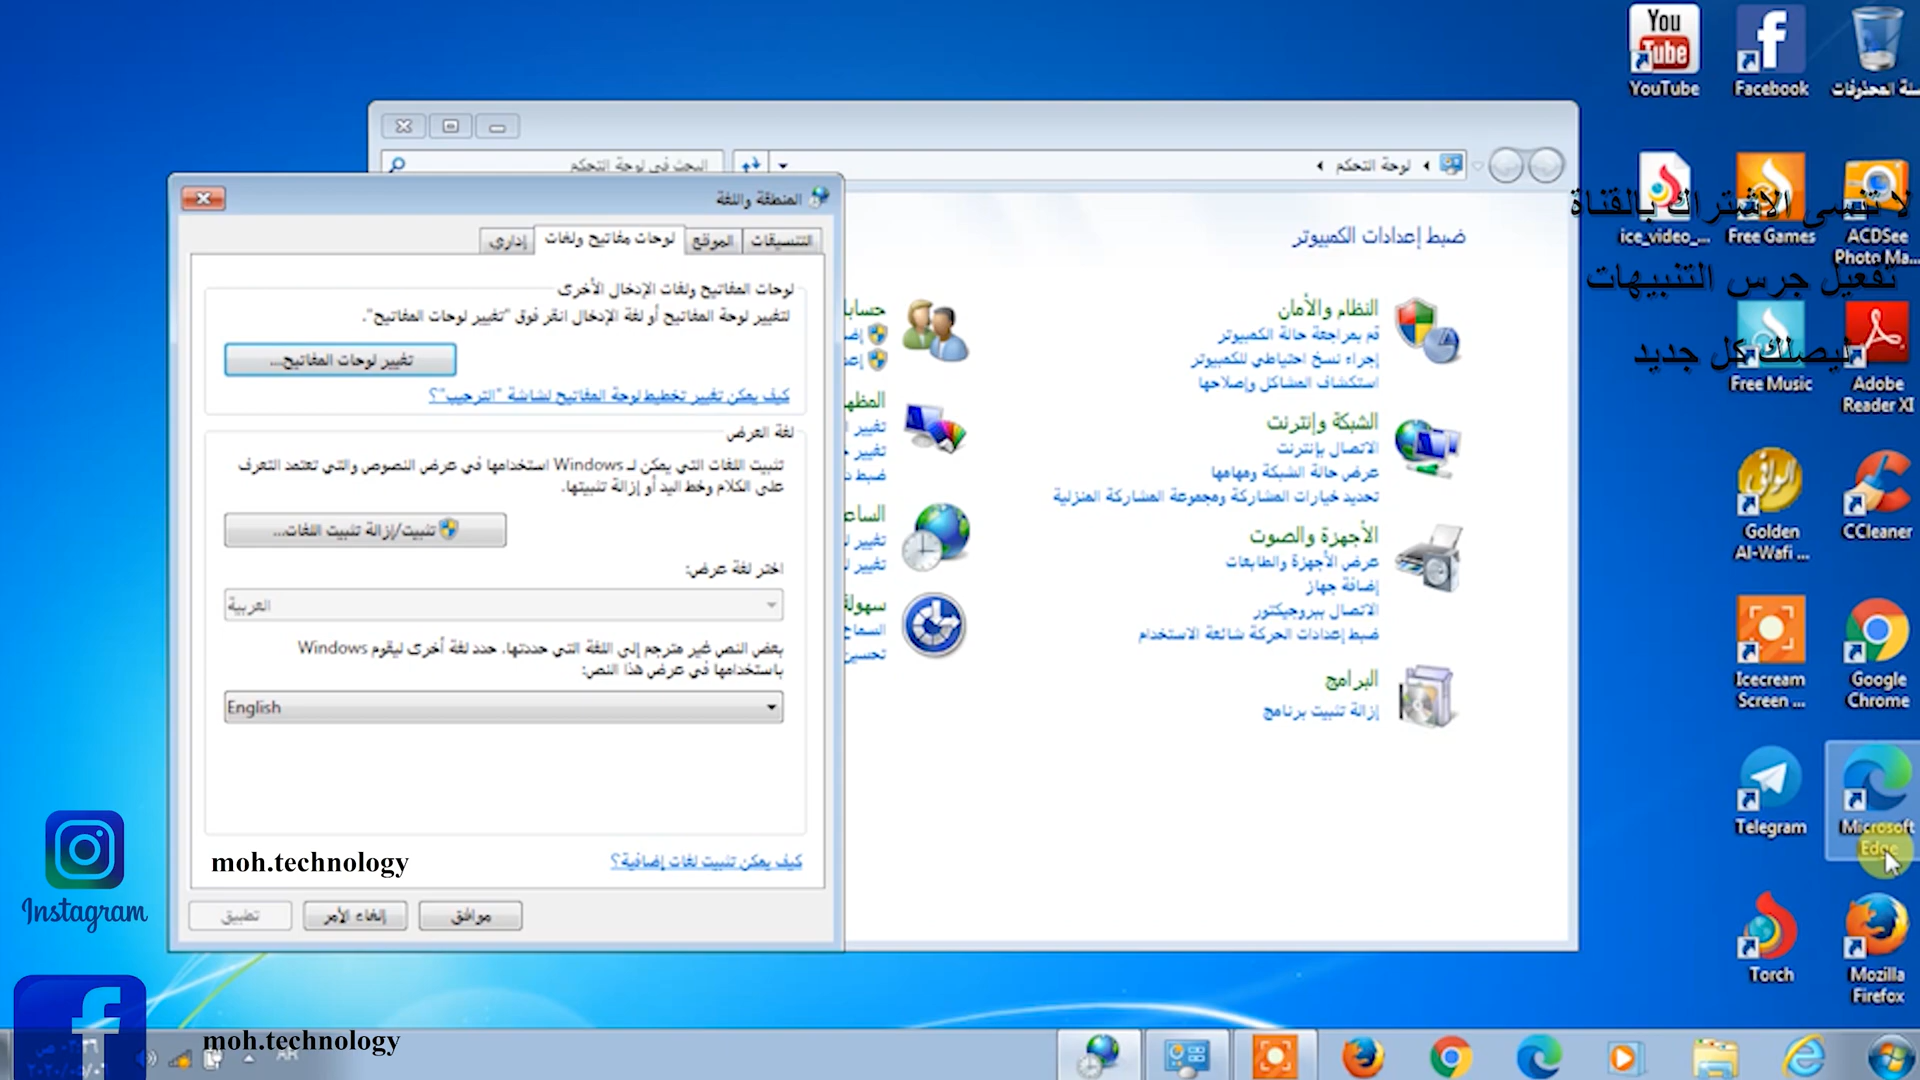 YouTube
Facebook
ice_video_...
Free Games
ACDSee
Photo Ma...
لا تنسى الاشتراك بالقناة
تفعيل جرس التنبيهات
ليصلك كل جديد
Free Music
Adobe
Reader XI
Golden
Al-Wafi ...
CCleaner
Icecream
Screen ...
Google
Chrome
Telegram
Microsoft
Edge
Torch
Mozilla
Firefox
البحث في لوحة التحكم
لوحة التحكم
ضبط إعدادات الكمبيوتر
النظام والأمان
قم بمراجعة حالة الكمبيوتر
إجراء نسخ احتياطي للكمبيوتر
استكشاف المشاكل وإصلاحها
الشبكة وإنترنت
الاتصال بإنترنت
عرض حالة الشبكة ومهامها
تحديد خيارات المشاركة ومجموعة المشاركة المنزلية
الأجهزة والصوت
عرض الأجهزة والطابعات
إضافة جهاز
الاتصال ببروجيكتور
ضبط إعدادات الحركة شائعة الاستخدام
البرامج
إزالة تثبيت برنامج
المنطقة واللغة
التنسيقات
الموقع
لوحات مفاتيح ولغات
إداري
لوحات المفاتيح ولغات الإدخال الأخرى
لتغيير لوحة المفاتيح أو لغة الإدخال انقر فوق "تغيير لوحات المفاتيح".
تغيير لوحات المفاتيح...
كيف يمكن تغيير تخطيط لوحة المفاتيح لشاشة "الترحيب"؟
لغة العرض
تثبيت اللغات التي يمكن لـ Windows استخدامها في عرض النصوص والتي تعتمد التعرف
على الكلام وخط اليد أو إزالة تثبيتها.
تثبيت/إزالة تثبيت اللغات...
اختر لغة عرض:
العربية
بعض النص غير مترجم إلى اللغة التي حددتها. حدد لغة أخرى ليقوم Windows
باستخدامها في عرض هذا النص:
English
moh.technology
كيف يمكن تثبيت لغات إضافية؟
موافق
إلغاء الأمر
تطبيق
Instagram
moh.technology
AR